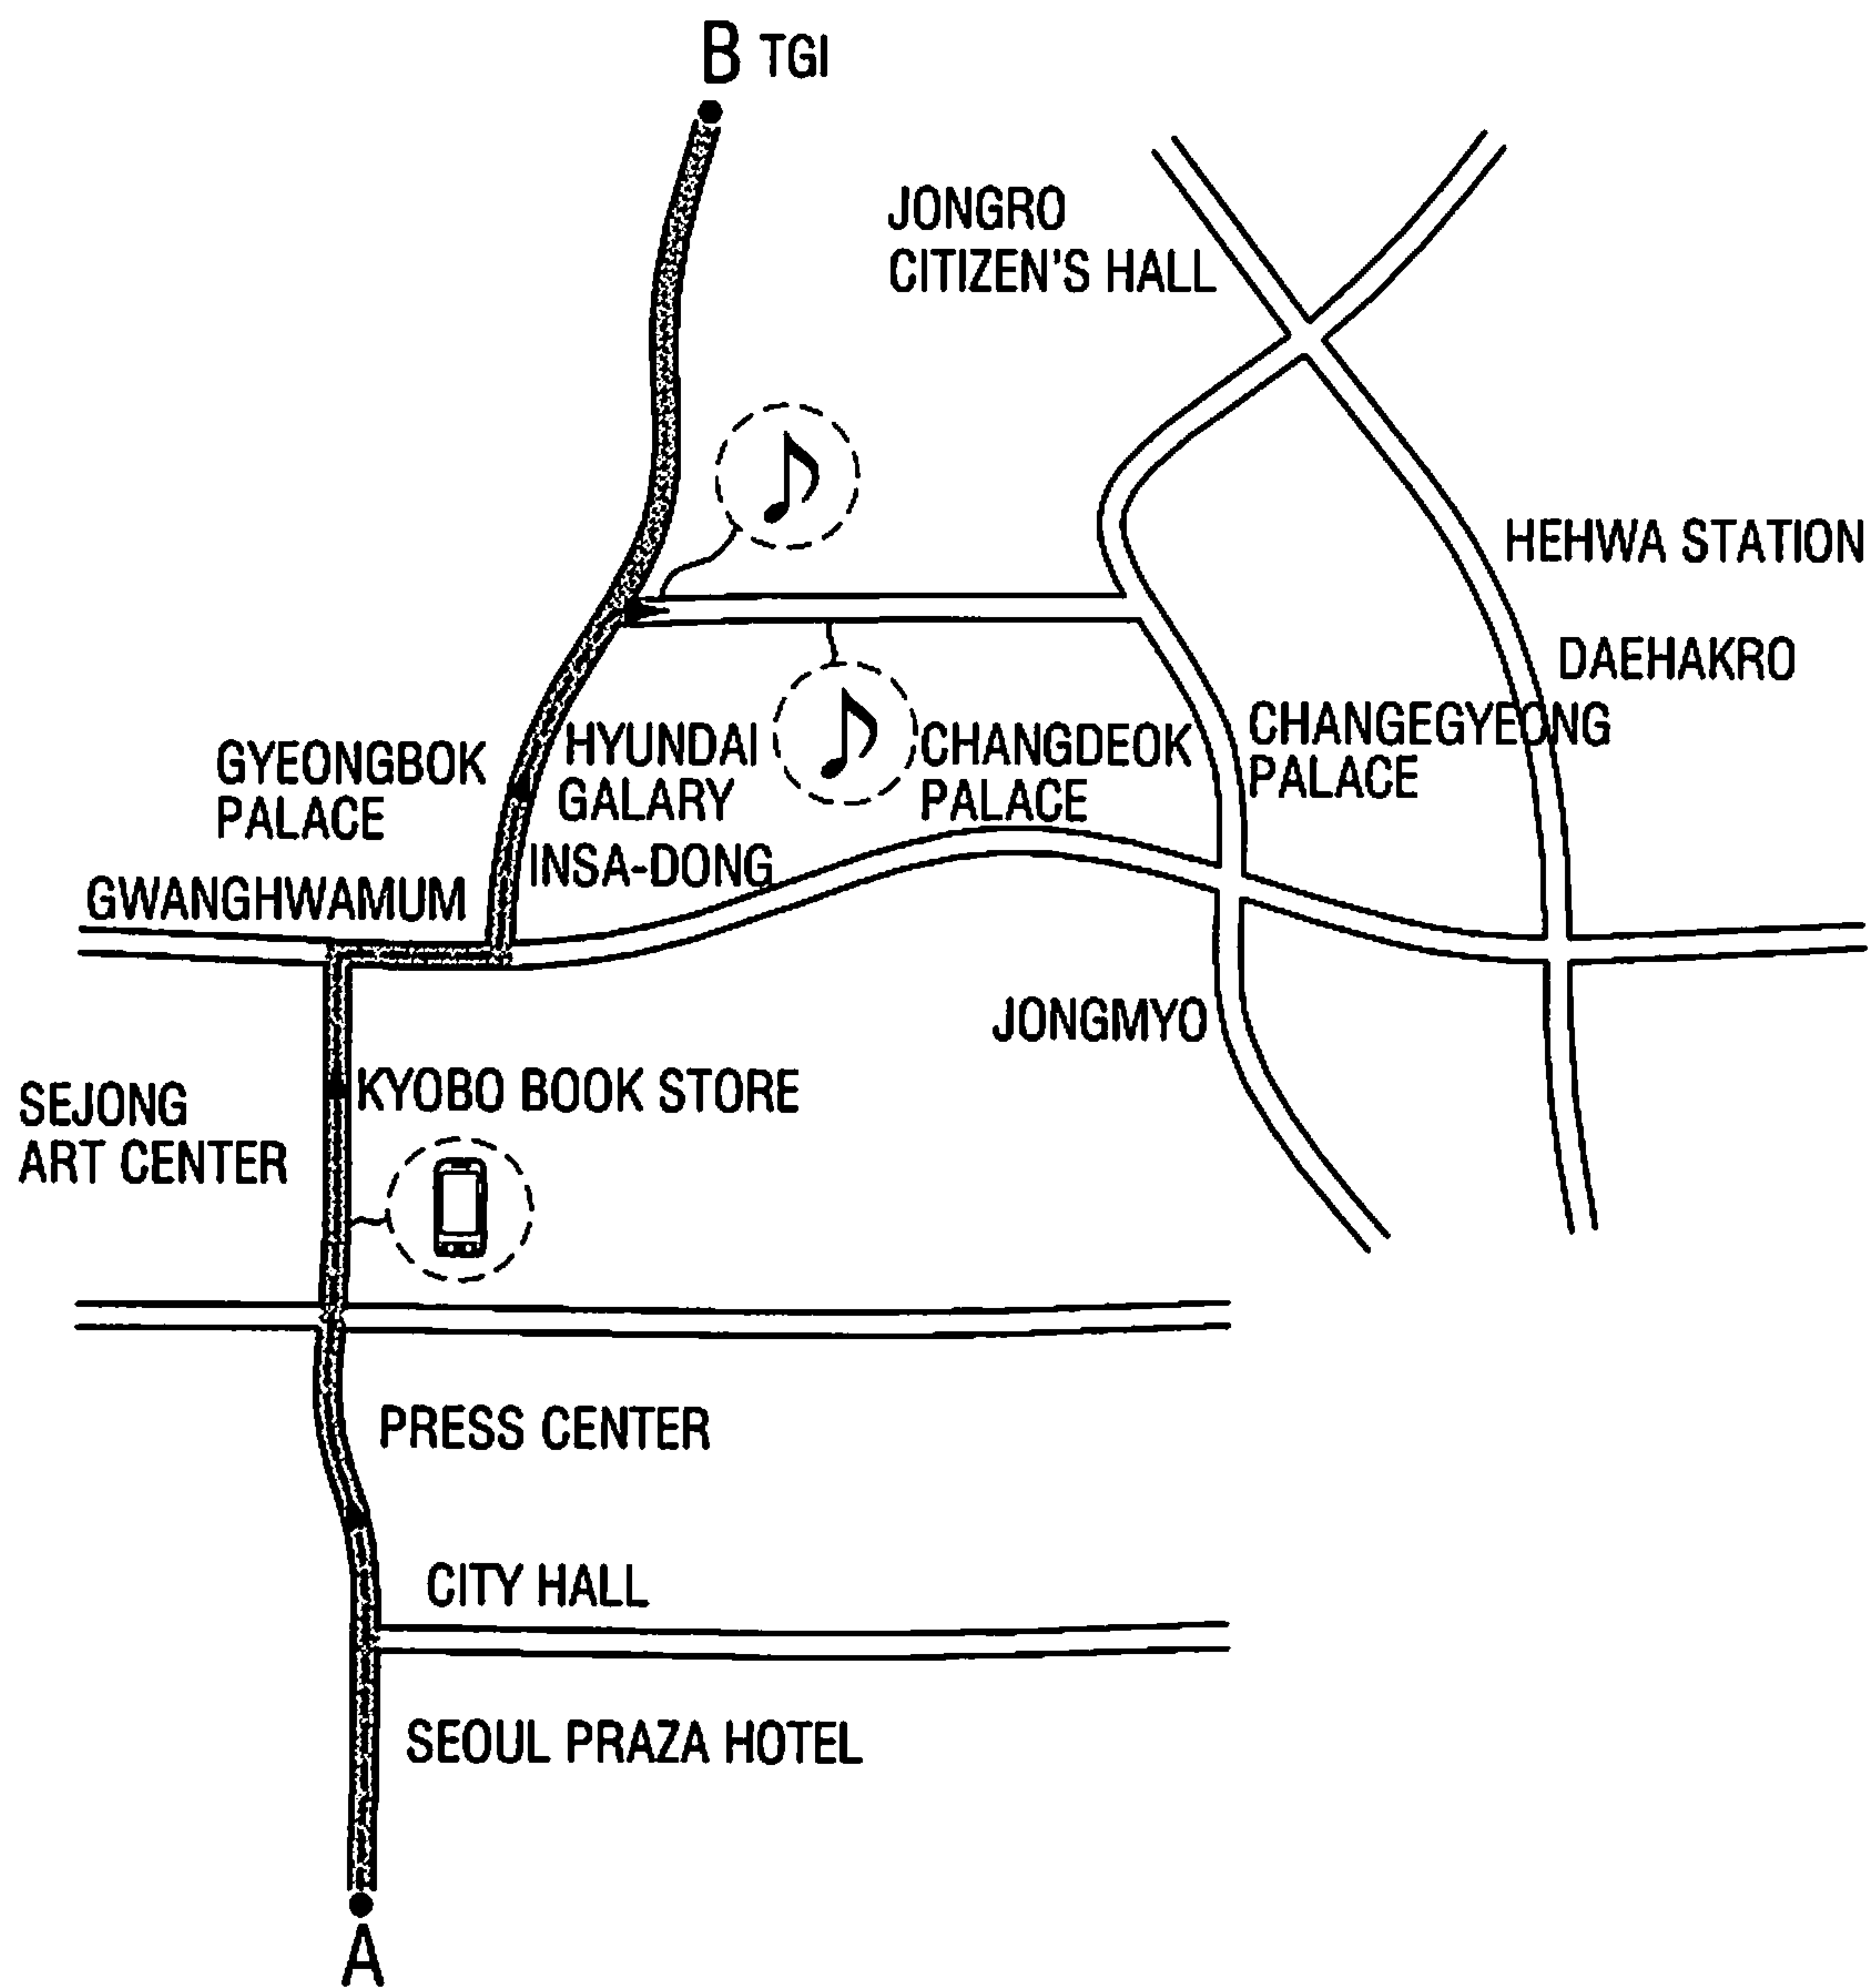 B TGI
JONGRO
CITIZEN'S HALL
HEHWA STATION
DAEHAKRO
GYEONGBOK
PALACE
HYUNDAI
GALARY
CHANGDEOK
PALACE
CHANGEGYEONG
PALACE
INSA-DONG
GWANGHWAMUM
JONGMYO
SEJONG
ART CENTER
KYOBO BOOK STORE
PRESS CENTER
CITY HALL
SEOUL PRAZA HOTEL
A